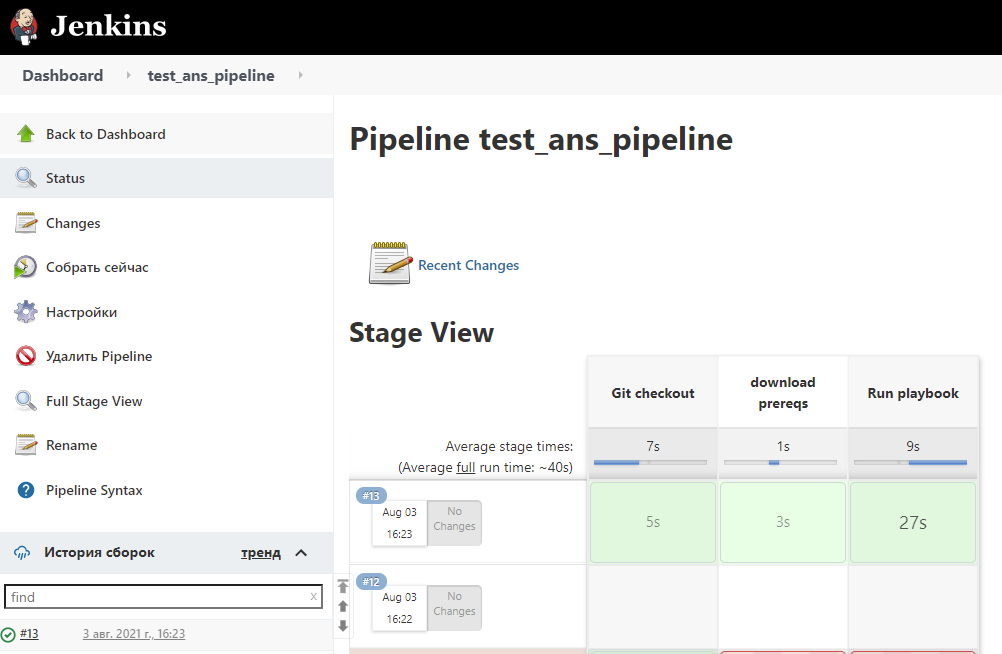 Jenkins
Dashboard
test_ans_pipeline
Back to Dashboard
Status
Changes
Собрать сейчас
Настройки
Удалить Pipeline
Full Stage View
Rename
Pipeline Syntax
История сборок
тренд
find
x
#13
3 авг. 2021 г., 16:23
Pipeline test_ans_pipeline
Recent Changes
Stage View
Git checkout
download
prereqs
Run playbook
Average stage times:
(Average full run time: ~40s)
7s
1s
9s
#13
Aug 03
16:23
No
Changes
5s
3s
27s
#12
Aug 03
16:22
No
Changes